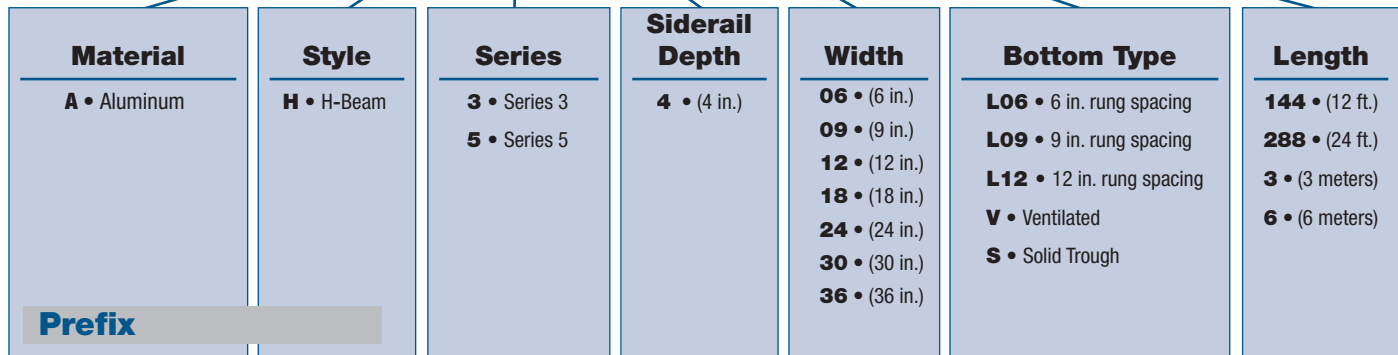 Material
A • Aluminum
Prefix
Style
H • H-Beam
Series
3 • Series 3
5 • Series 5
Siderail
Depth
4 • (4 in.)
Width
06 • (6 in.)
09 • (9 in.)
12 • (12 in.)
18 • (18 in.)
24 • (24 in.)
30 • (30 in.)
36 • (36 in.)
Bottom Type
L06 • 6 in. rung spacing
L09 • 9 in. rung spacing
L12 • 12 in. rung spacing
V • Ventilated
S • Solid Trough
Length
144 • (12 ft.)
288 • (24 ft.)
3 • (3 meters)
6 • (6 meters)